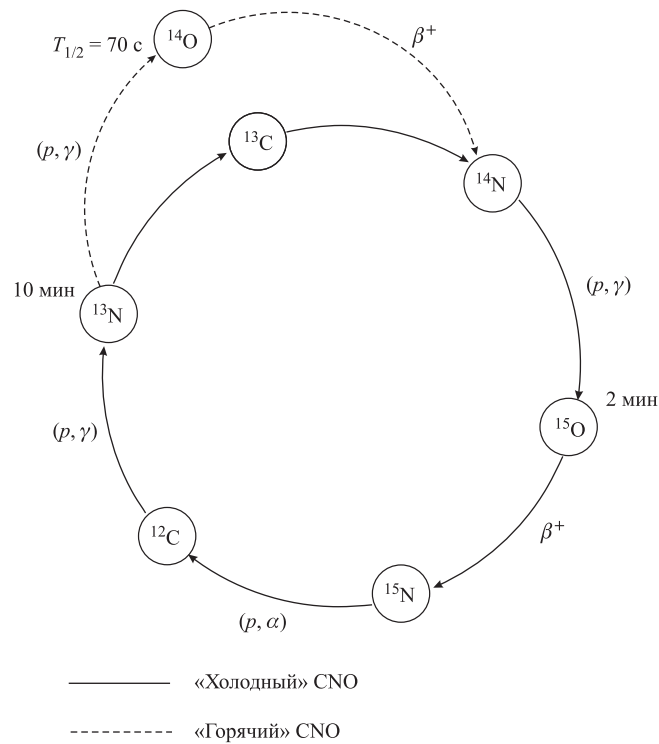 T₁/₂ = 70 с
¹⁴O
β⁺
(p, γ)
¹³C
¹⁴N
10 мин
¹³N
(p, γ)
2 мин
¹⁵O
(p, γ)
β⁺
¹²C
¹⁵N
(p, α)
«Холодный» CNO
«Горячий» CNO